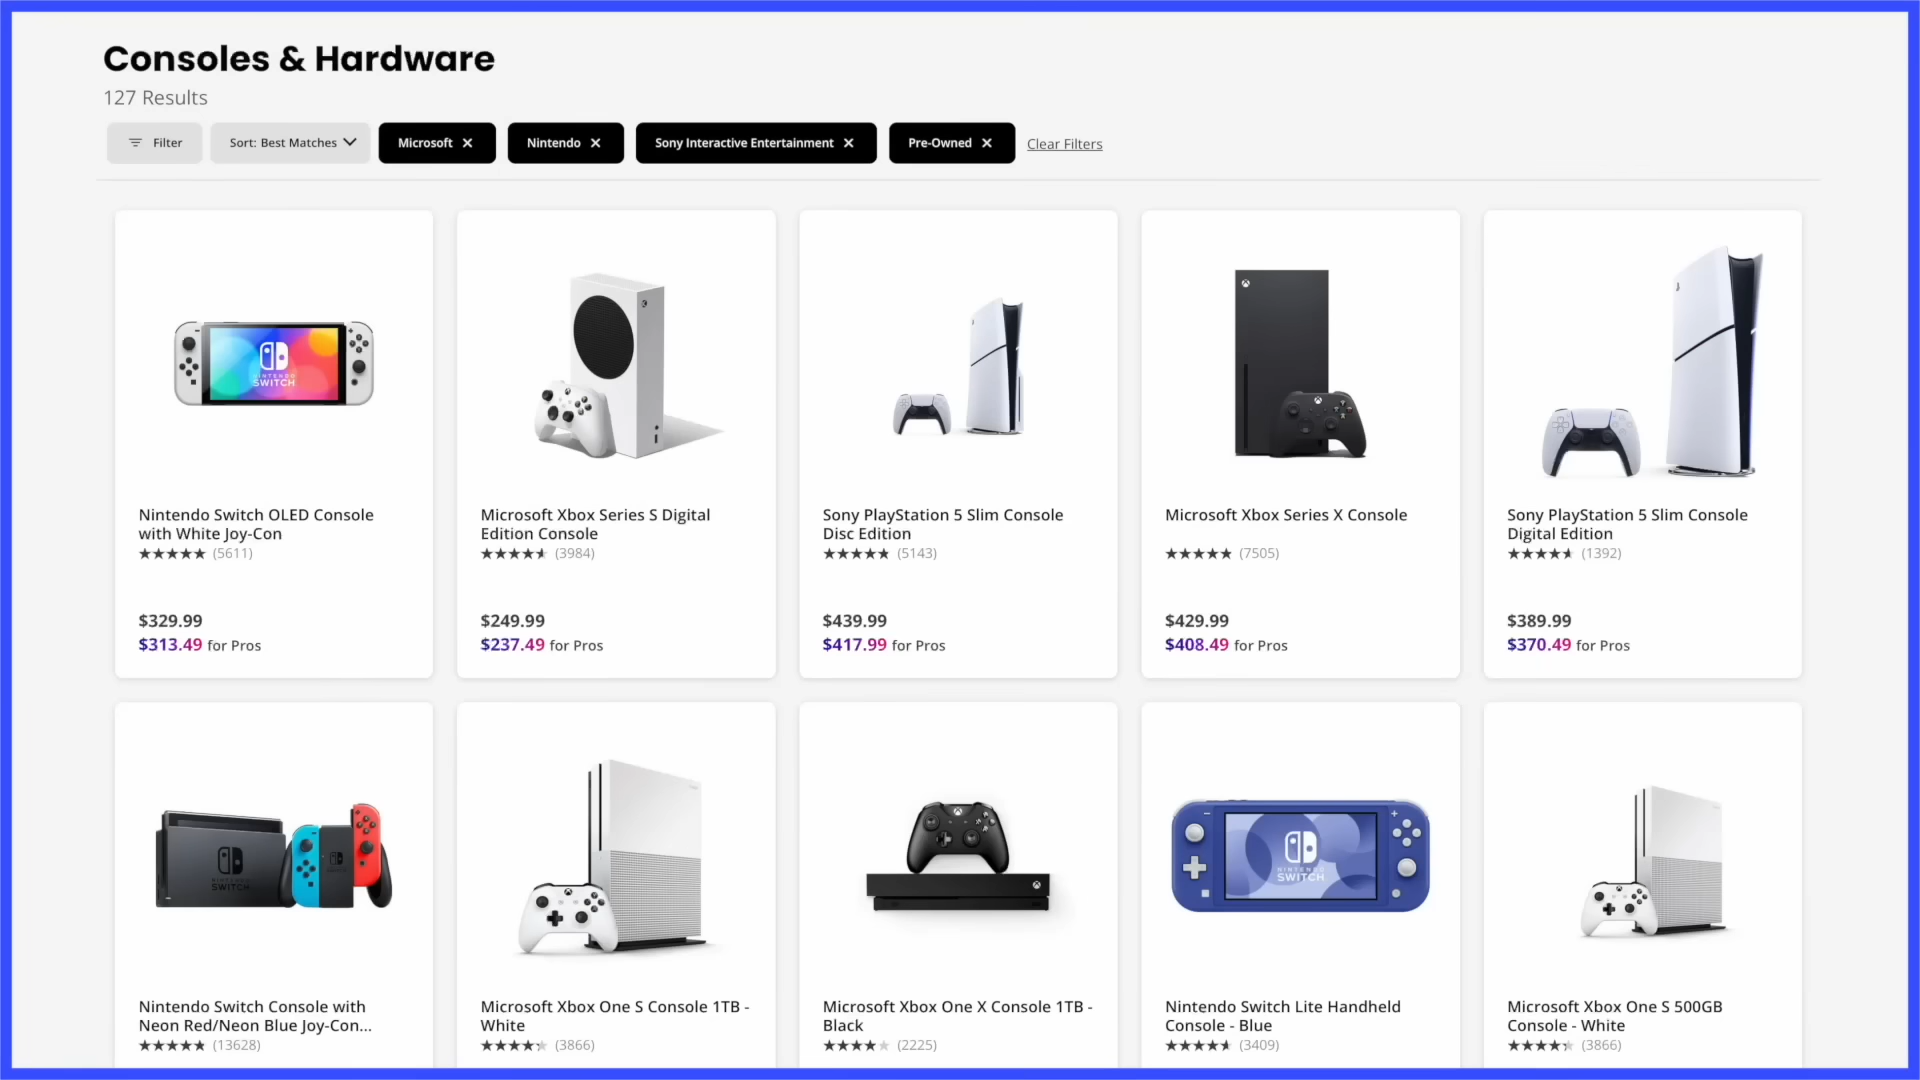 Consoles & Hardware
127 Results
Filter
Sort: Best Matches
Microsoft
Nintendo
Sony Interactive Entertainment
Pre-Owned
Clear Filters
NINTENDO
SWITCH
Nintendo Switch OLED Console
with White Joy-Con
(5611)
$329.99
$313.49 for Pros
Microsoft Xbox Series S Digital
Edition Console
(3984)
$249.99
$237.49 for Pros
Sony PlayStation 5 Slim Console
Disc Edition
(5143)
$439.99
$417.99 for Pros
Microsoft Xbox Series X Console
(7505)
$429.99
$408.49 for Pros
Sony PlayStation 5 Slim Console
Digital Edition
(1392)
$389.99
$370.49 for Pros
NINTENDO
SWITCH
Nintendo Switch Console with
Neon Red/Neon Blue Joy-Con...
(13628)
Microsoft Xbox One S Console 1TB -
White
(3866)
Microsoft Xbox One X Console 1TB -
Black
(2225)
NINTENDO
SWITCH
Nintendo Switch Lite Handheld
Console - Blue
(3409)
Microsoft Xbox One S 500GB
Console - White
(3866)